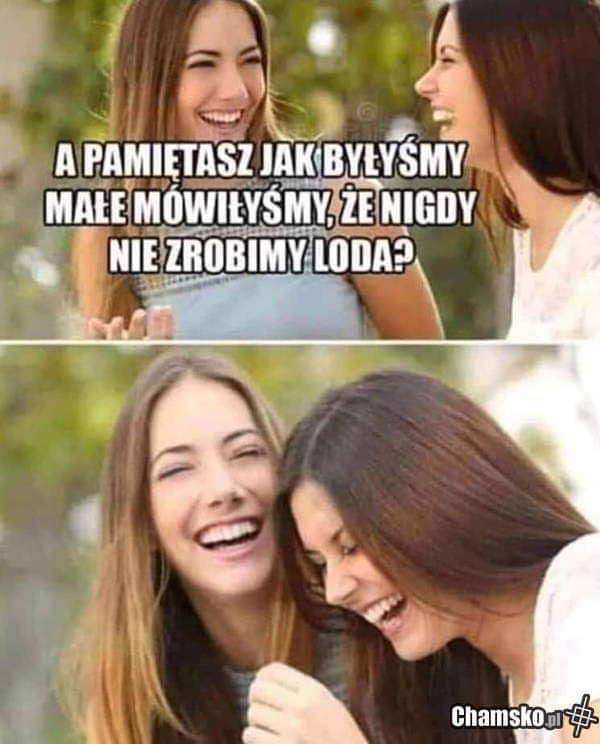 A PAMIĘTASZ JAK BYŁYŚMY
MAŁE MÓWIŁYŚMY, ŻE NIGDY
NIE ZROBIMY LODA?
Chamsko.pl